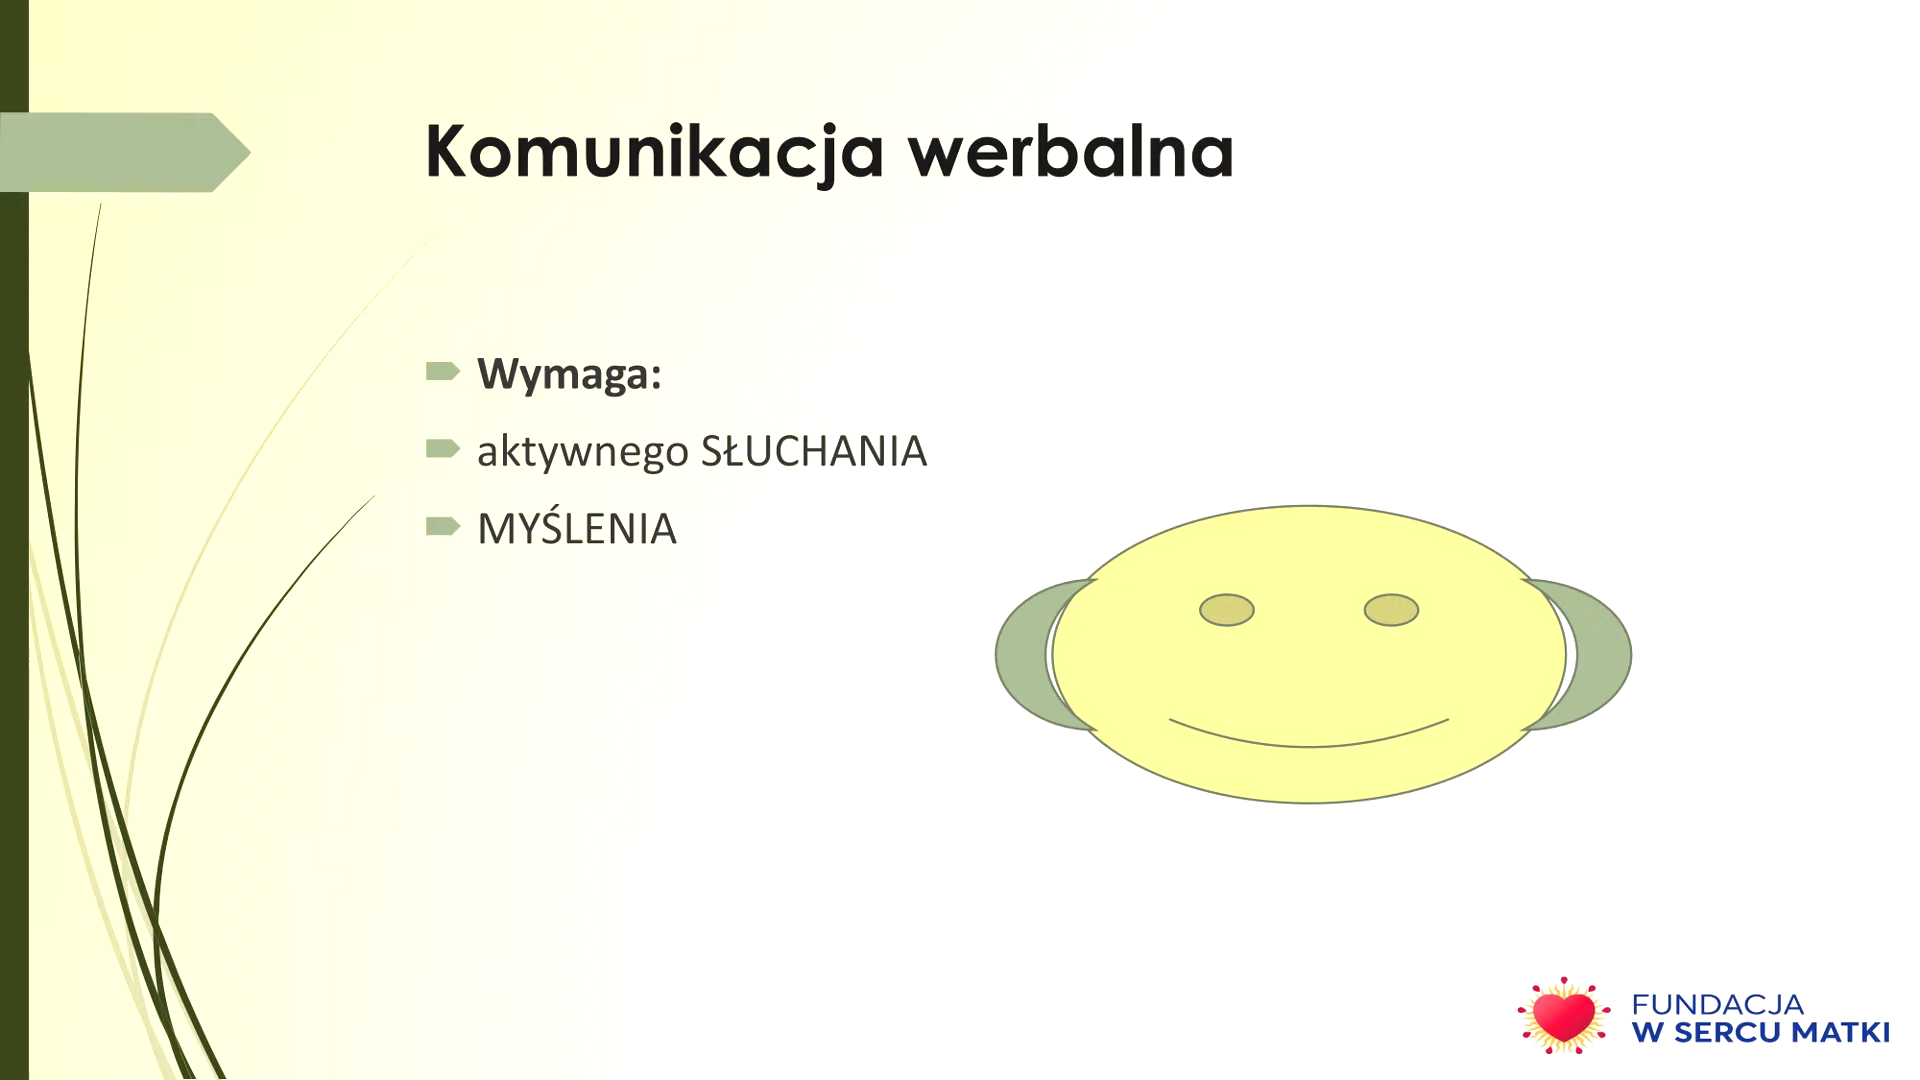 Komunikacja werbalna
Wymaga:
aktywnego SŁUCHANIA
MYŚLENIA
FUNDACJA
W SERCU MATKI